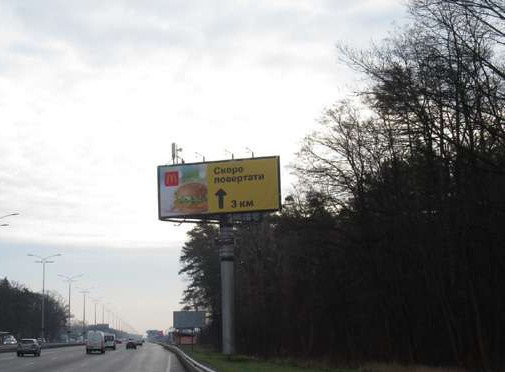 Скоро
повертати
3 км